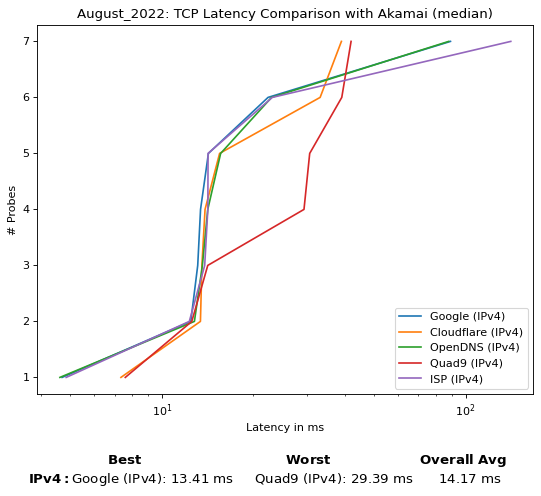 August_2022: TCP Latency Comparison with Akamai (median)
# Probes
7
6
5
4
3
2
1
Google (IPv4)
Cloudflare (IPv4)
OpenDNS (IPv4)
Quad9 (IPv4)
ISP (IPv4)
10¹ 10²
Latency in ms
Best Worst Overall Avg
IPv4: Google (IPv4): 13.41 ms Quad9 (IPv4): 29.39 ms 14.17 ms